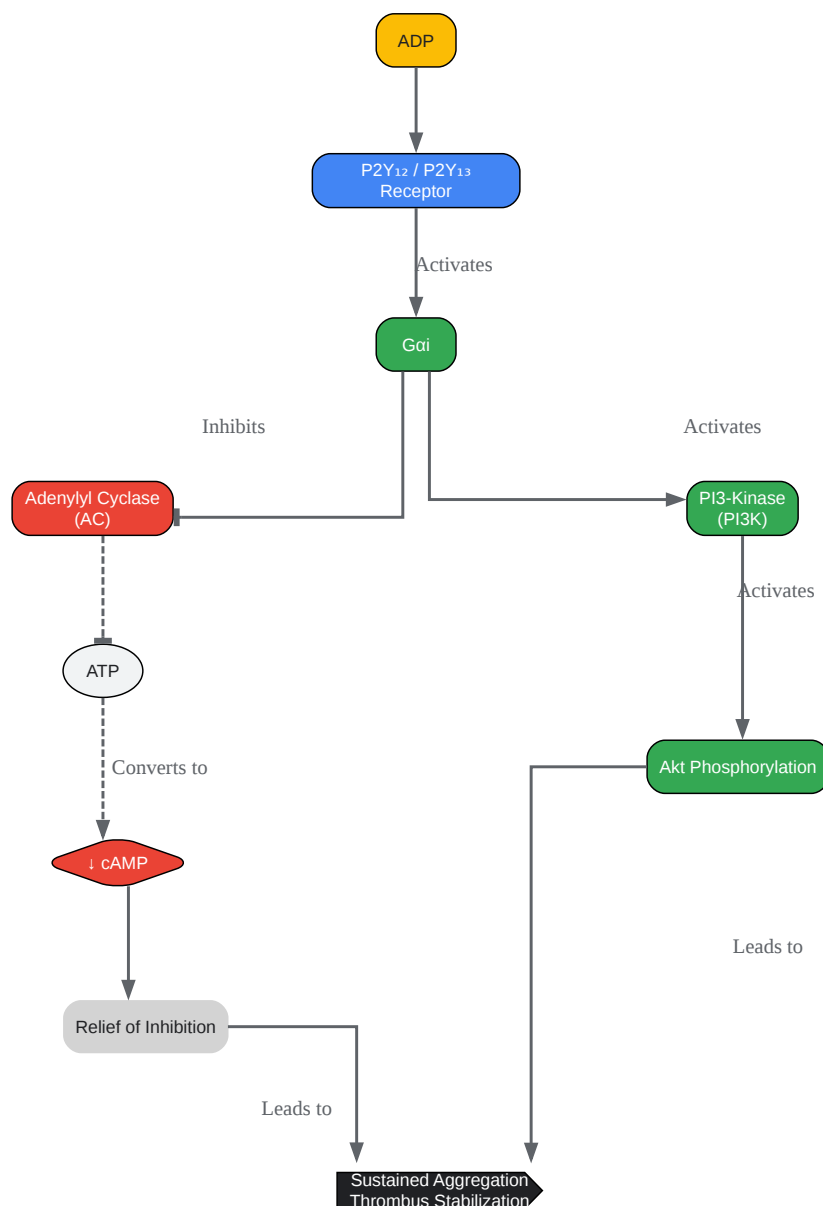 ADP
P2Y₁₂ / P2Y₁₃
Receptor
Activates
Gαi
Inhibits
Activates
Adenylyl Cyclase
(AC)
PI3-Kinase
(PI3K)
Activates
ATP
Converts to
Akt Phosphorylation
↓ cAMP
Leads to
Relief of Inhibition
Leads to
Sustained Aggregation
Thrombus Stabilization